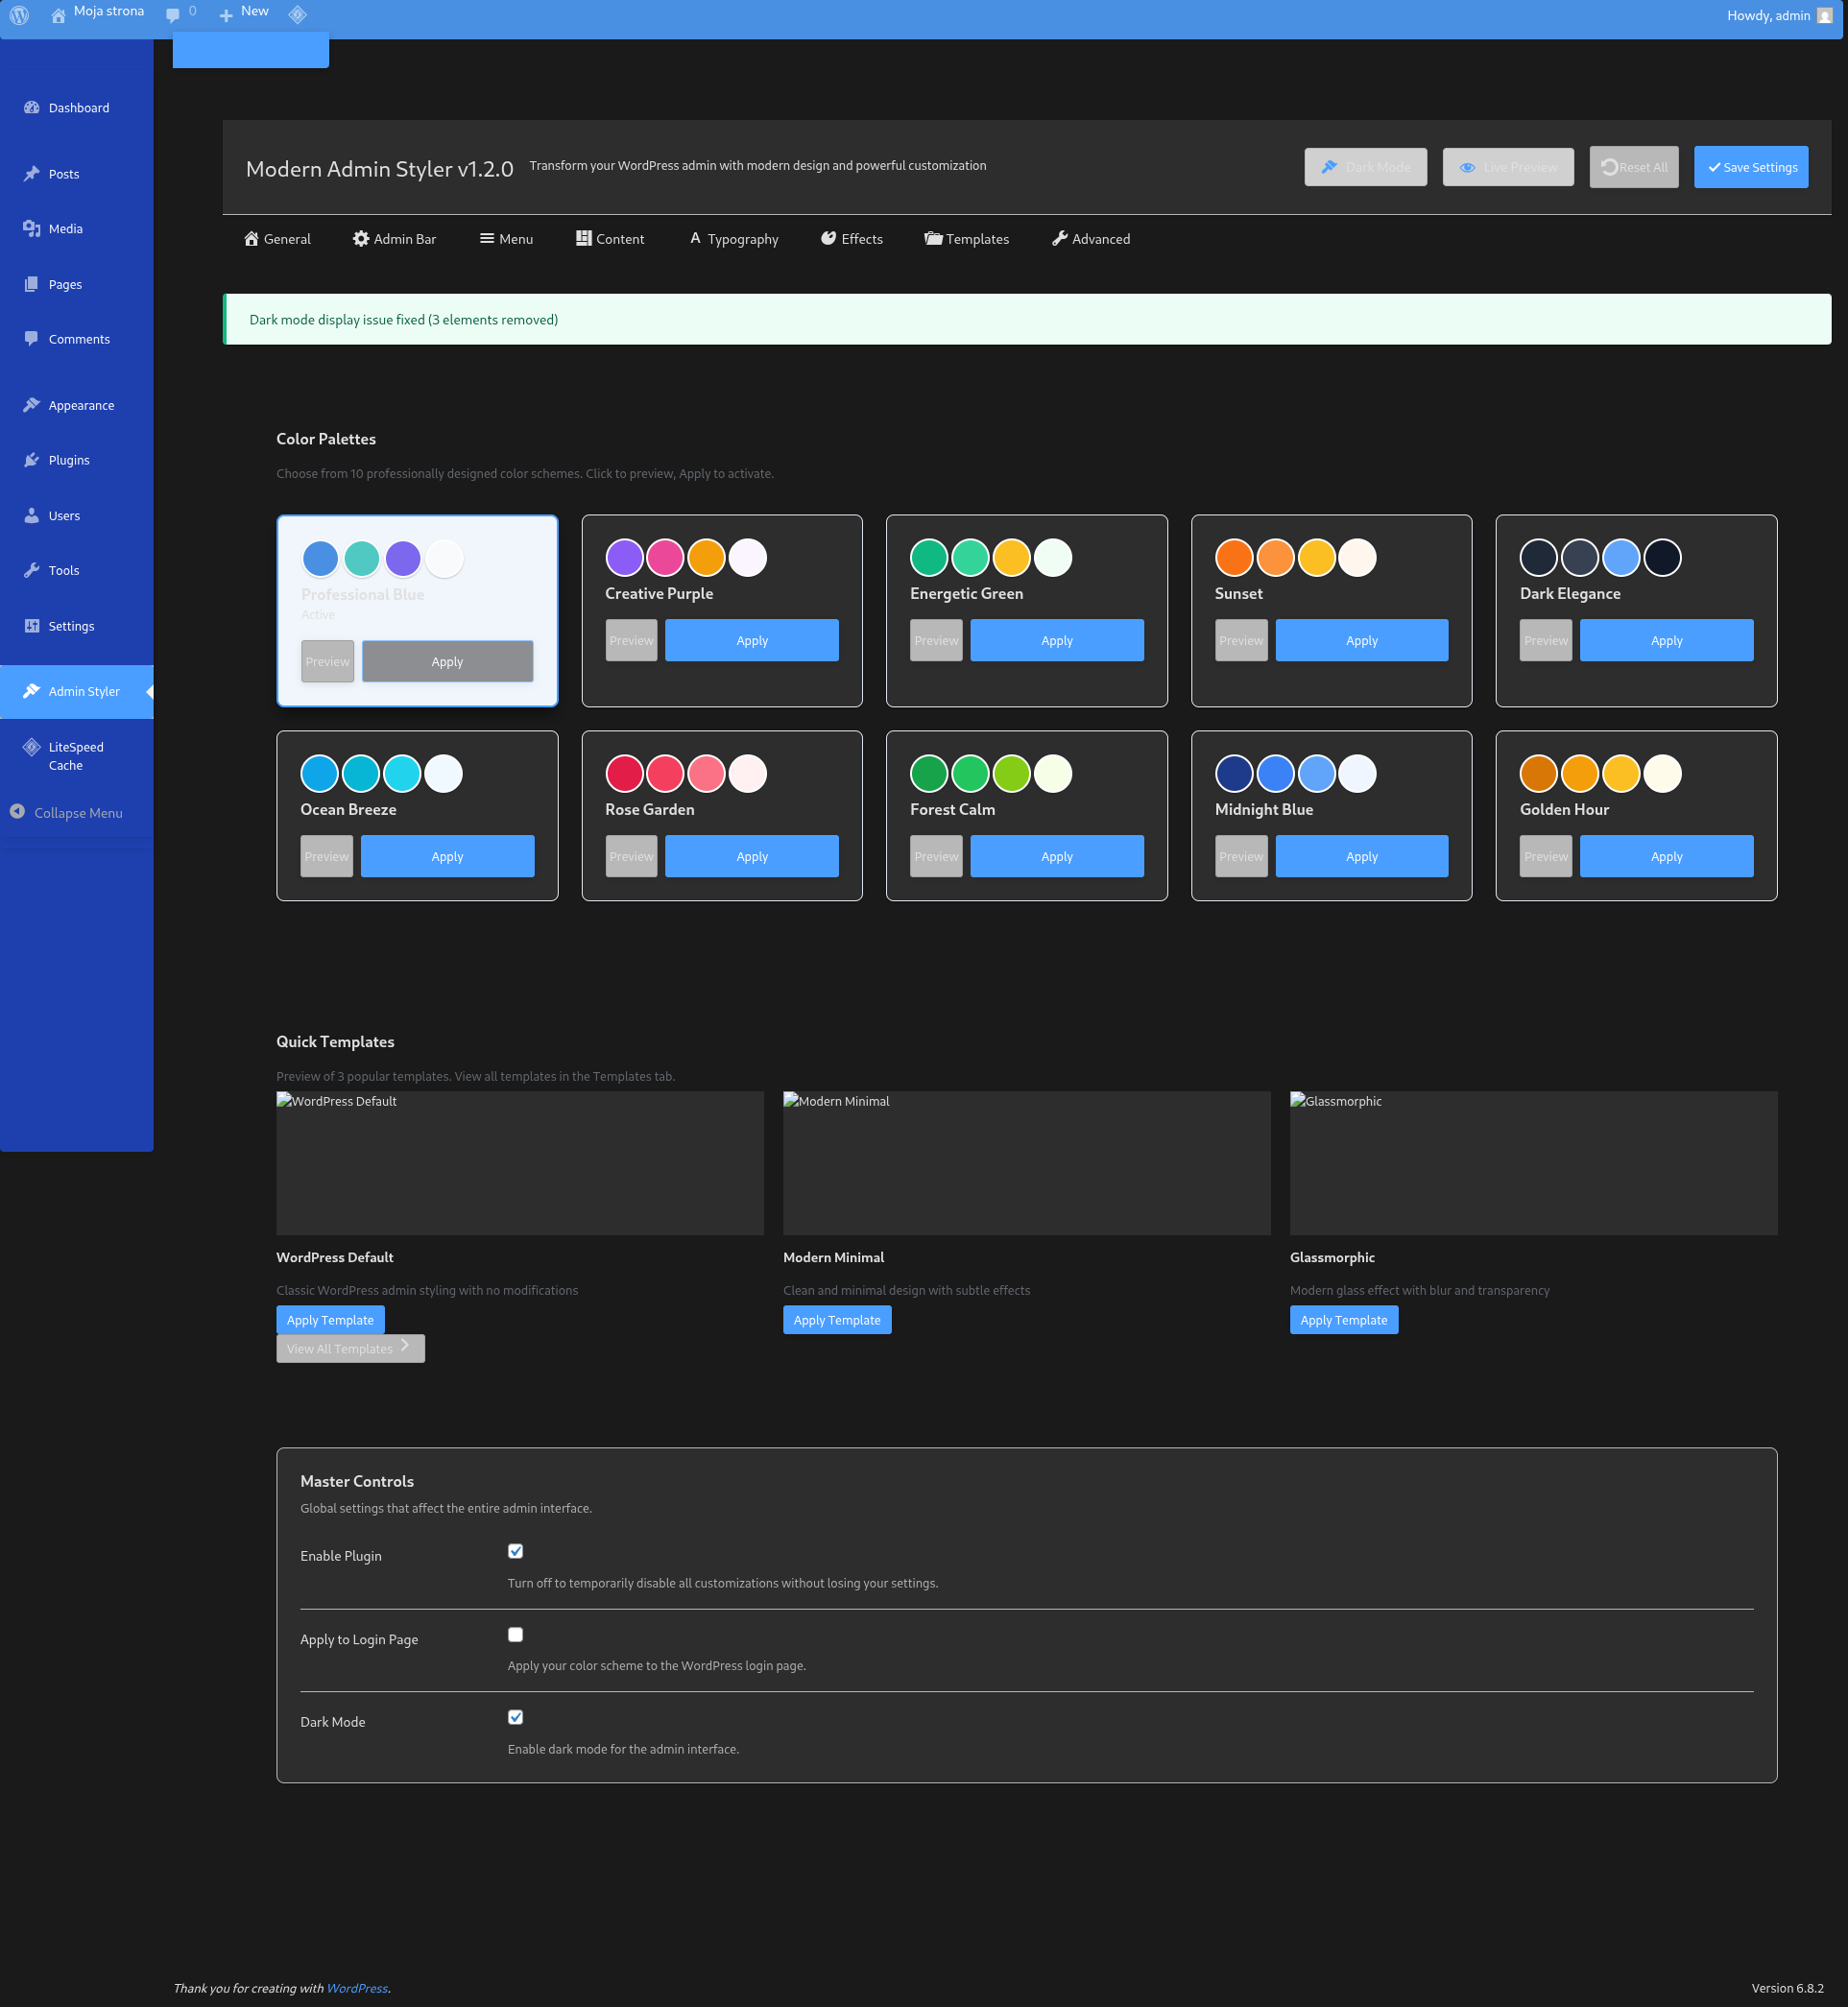 Moja strona
0
New
Howdy, admin
Dashboard
Posts
Media
Pages
Comments
Appearance
Plugins
Users
Tools
Settings
Admin Styler
LiteSpeed
Cache
Collapse Menu
Modern Admin Styler v1.2.0
Transform your WordPress admin with modern design and powerful customization
Dark Mode
Live Preview
Reset All
Save Settings
General
Admin Bar
Menu
Content
Typography
Effects
Templates
Advanced
Dark mode display issue fixed (3 elements removed)
Color Palettes
Choose from 10 professionally designed color schemes. Click to preview, Apply to activate.
Professional Blue
Active
Preview
Apply
Creative Purple
Preview
Apply
Energetic Green
Preview
Apply
Sunset
Preview
Apply
Dark Elegance
Preview
Apply
Ocean Breeze
Preview
Apply
Rose Garden
Preview
Apply
Forest Calm
Preview
Apply
Midnight Blue
Preview
Apply
Golden Hour
Preview
Apply
Quick Templates
Preview of 3 popular templates. View all templates in the Templates tab.
WordPress Default
WordPress Default
Classic WordPress admin styling with no modifications
Apply Template
View All Templates
Modern Minimal
Modern Minimal
Clean and minimal design with subtle effects
Apply Template
Glassmorphic
Glassmorphic
Modern glass effect with blur and transparency
Apply Template
Master Controls
Global settings that affect the entire admin interface.
Enable Plugin
Turn off to temporarily disable all customizations without losing your settings.
Apply to Login Page
Apply your color scheme to the WordPress login page.
Dark Mode
Enable dark mode for the admin interface.
Thank you for creating with WordPress.
Version 6.8.2